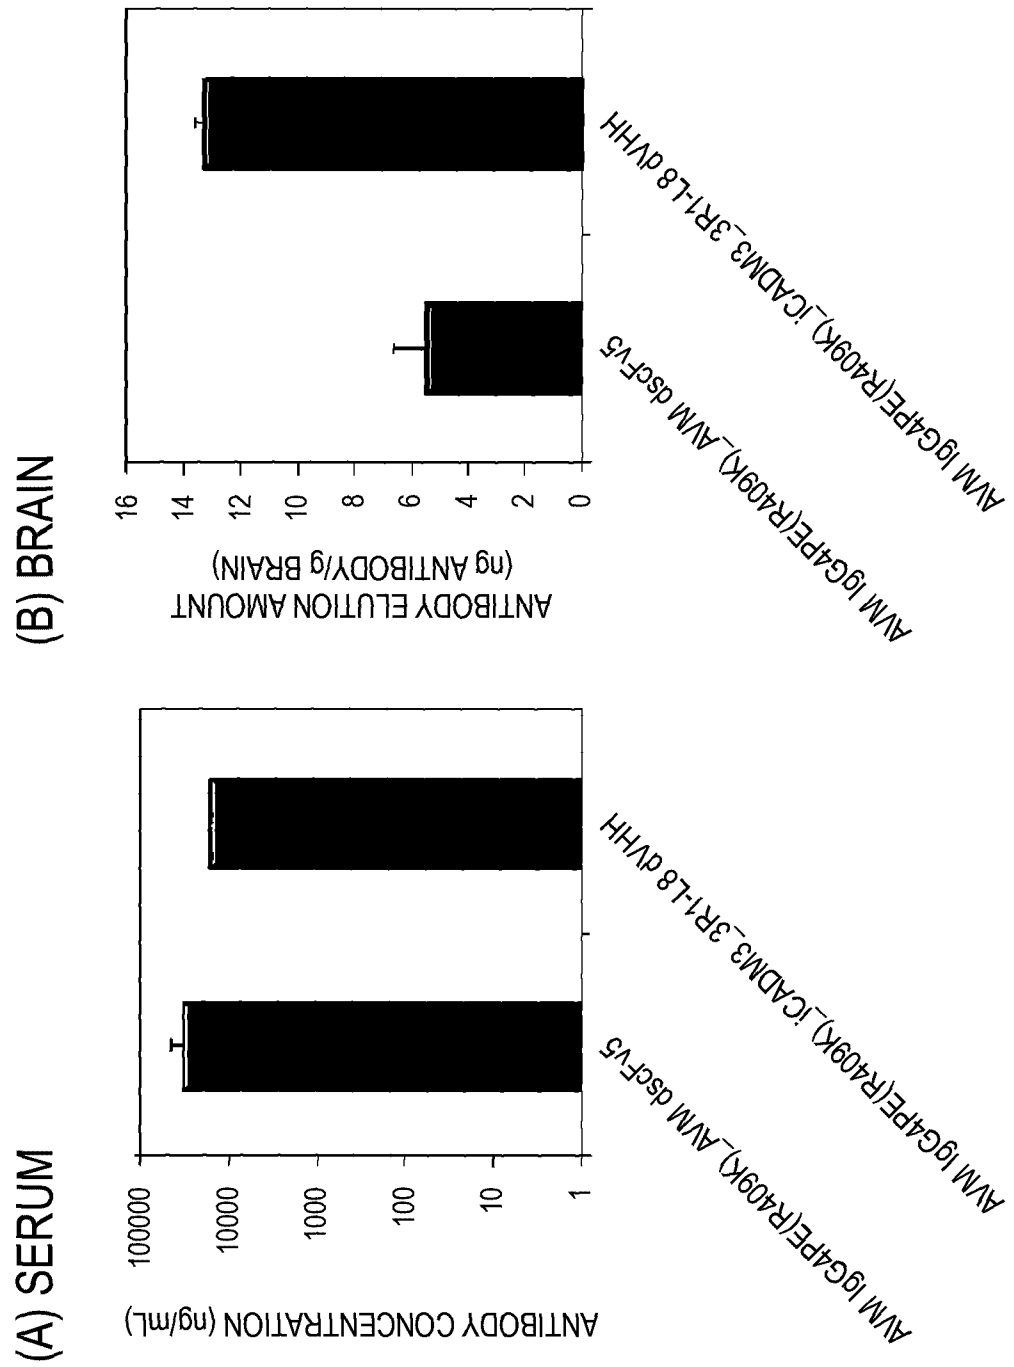 (A) SERUM
ANTIBODY CONCENTRATION (ng/mL)
100000
10000
1000
100
10
1
AVM IgG4PE(R409K)_AVM dscFv5
AVM IgG4PE(R409K)_iCADM3_3R1-L8 dVHH
(B) BRAIN
ANTIBODY ELUTION AMOUNT
(ng ANTIBODY/g BRAIN)
16
14
12
10
8
6
4
2
0
AVM IgG4PE(R409K)_AVM dscFv5
AVM IgG4PE(R409K)_iCADM3_3R1-L8 dVHH